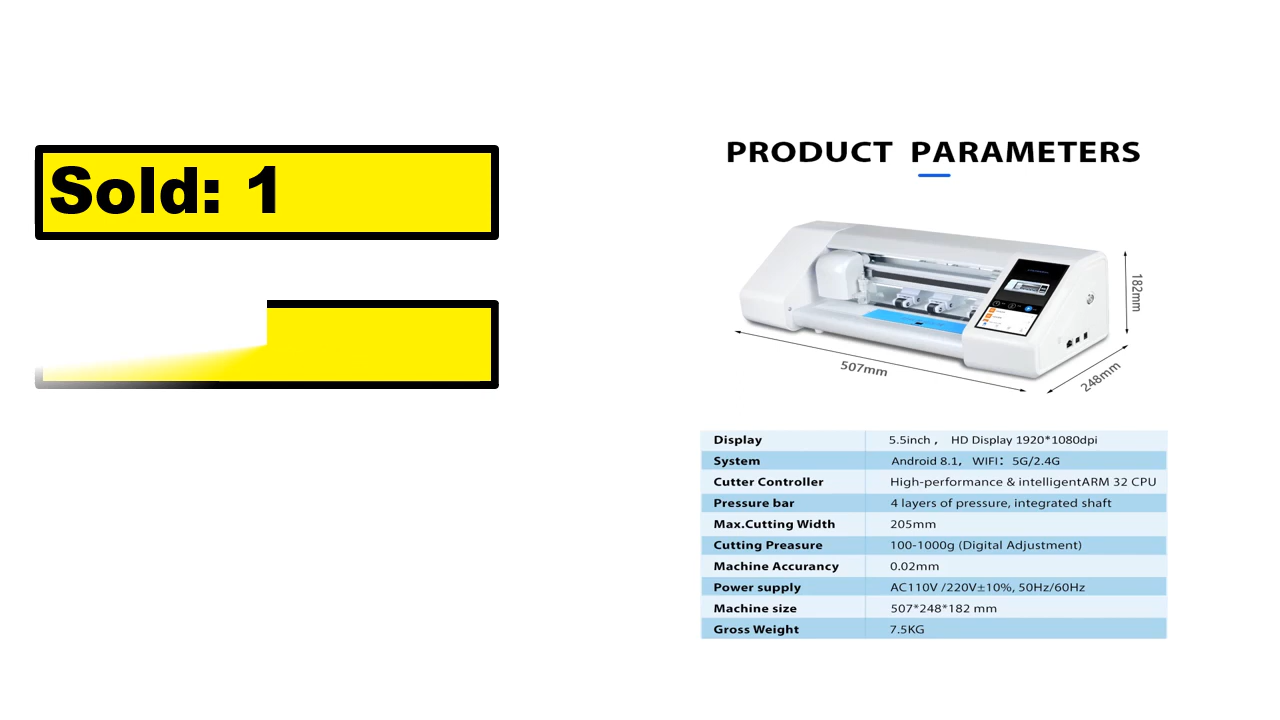 Sold: 1
PRODUCT PARAMETERS
182mm
507mm
248mm
Display 5.5inch , HD Display 1920*1080dpi
System Android 8.1, WIFI: 5G/2.4G
Cutter Controller High-performance & intelligentARM 32 CPU
Pressure bar 4 layers of pressure, integrated shaft
Max.Cutting Width 205mm
Cutting Preasure 100-1000g (Digital Adjustment)
Machine Accurancy 0.02mm
Power supply AC110V /220V±10%, 50Hz/60Hz
Machine size 507*248*182 mm
Gross Weight 7.5KG